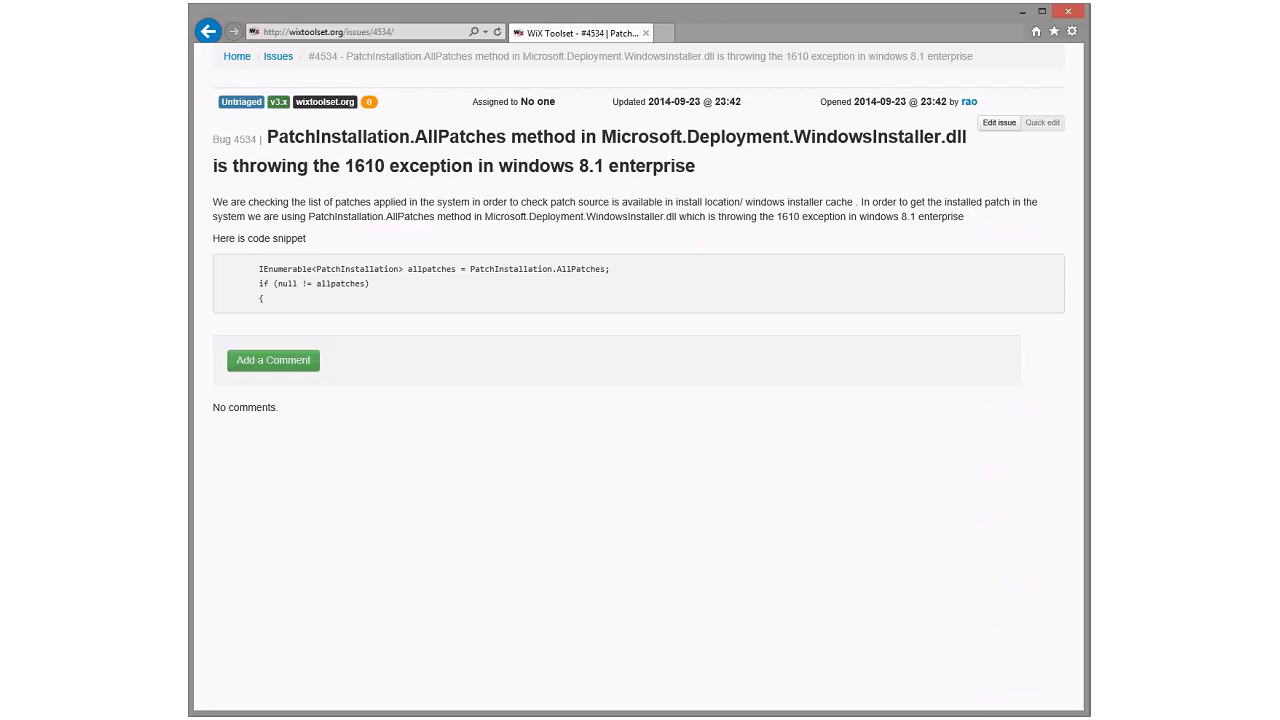 http://wixtoolset.org/issues/4534/
WiX Toolset - #4534 | Patch...
Home / Issues / #4534 - PatchInstallation.AllPatches method in Microsoft.Deployment.WindowsInstaller.dll is throwing the 1610 exception in windows 8.1 enterprise
Untriaged v3.x wixtoolset.org 0 Assigned to No one Updated 2014-09-23 @ 23:42 Opened 2014-09-23 @ 23:42 by rao
Edit issue Quick edit
Bug 4534 | PatchInstallation.AllPatches method in Microsoft.Deployment.WindowsInstaller.dll
is throwing the 1610 exception in windows 8.1 enterprise
We are checking the list of patches applied in the system in order to check patch source is available in install location/ windows installer cache . In order to get the installed patch in the
system we are using PatchInstallation.AllPatches method in Microsoft.Deployment.WindowsInstaller.dll which is throwing the 1610 exception in windows 8.1 enterprise
Here is code snippet
IEnumerable<PatchInstallation> allpatches = PatchInstallation.AllPatches;
if (null != allpatches)
{
Add a Comment
No comments.